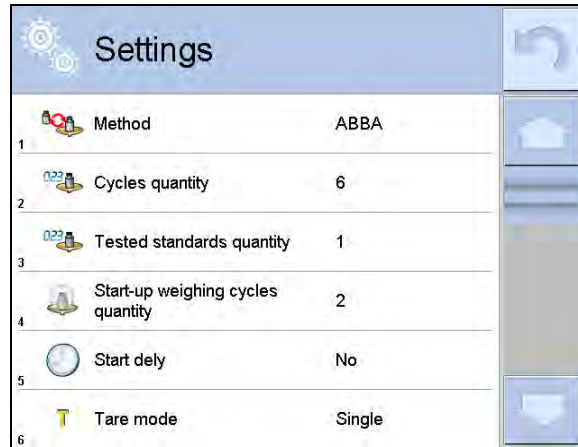 Settings
1 Method ABBA
2 Cycles quantity 6
3 Tested standards quantity 1
Start-up weighing cycles
4 quantity 2
5 Start dely No
6 Tare mode Single